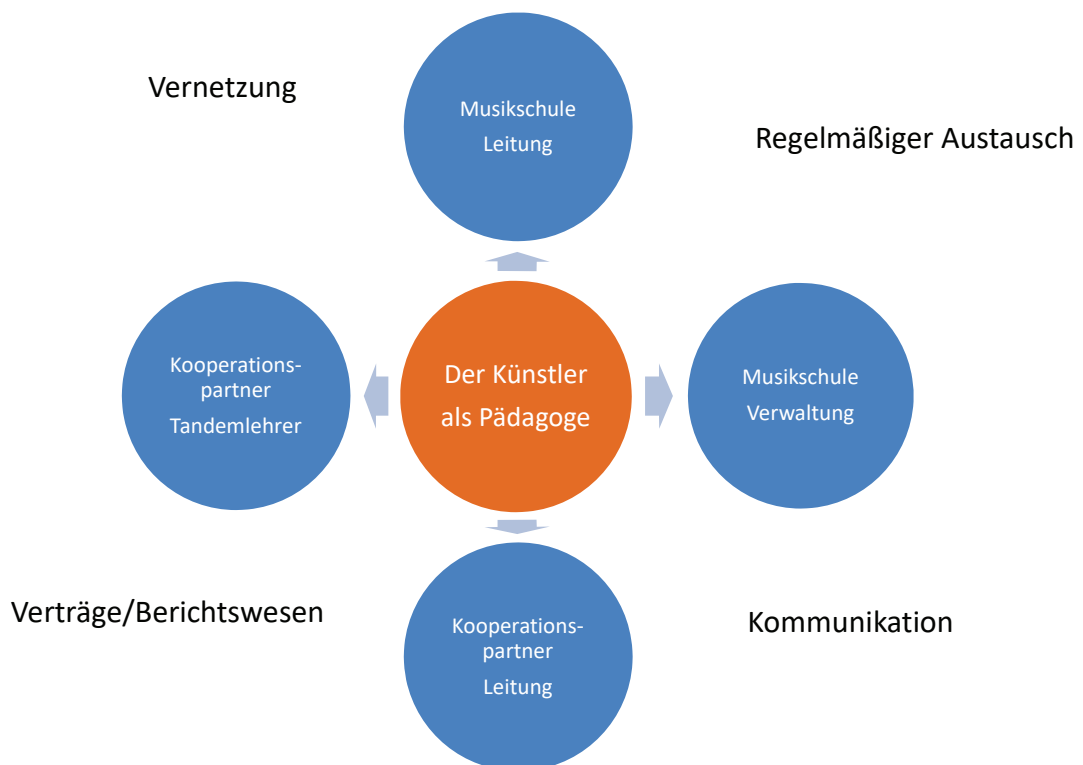 Vernetzung
Musikschule
Leitung
Regelmäßiger Austausch
Kooperations-
partner
Tandemlehrer
Der Künstler
als Pädagoge
Musikschule
Verwaltung
Verträge/Berichtswesen
Kooperations-
partner
Leitung
Kommunikation